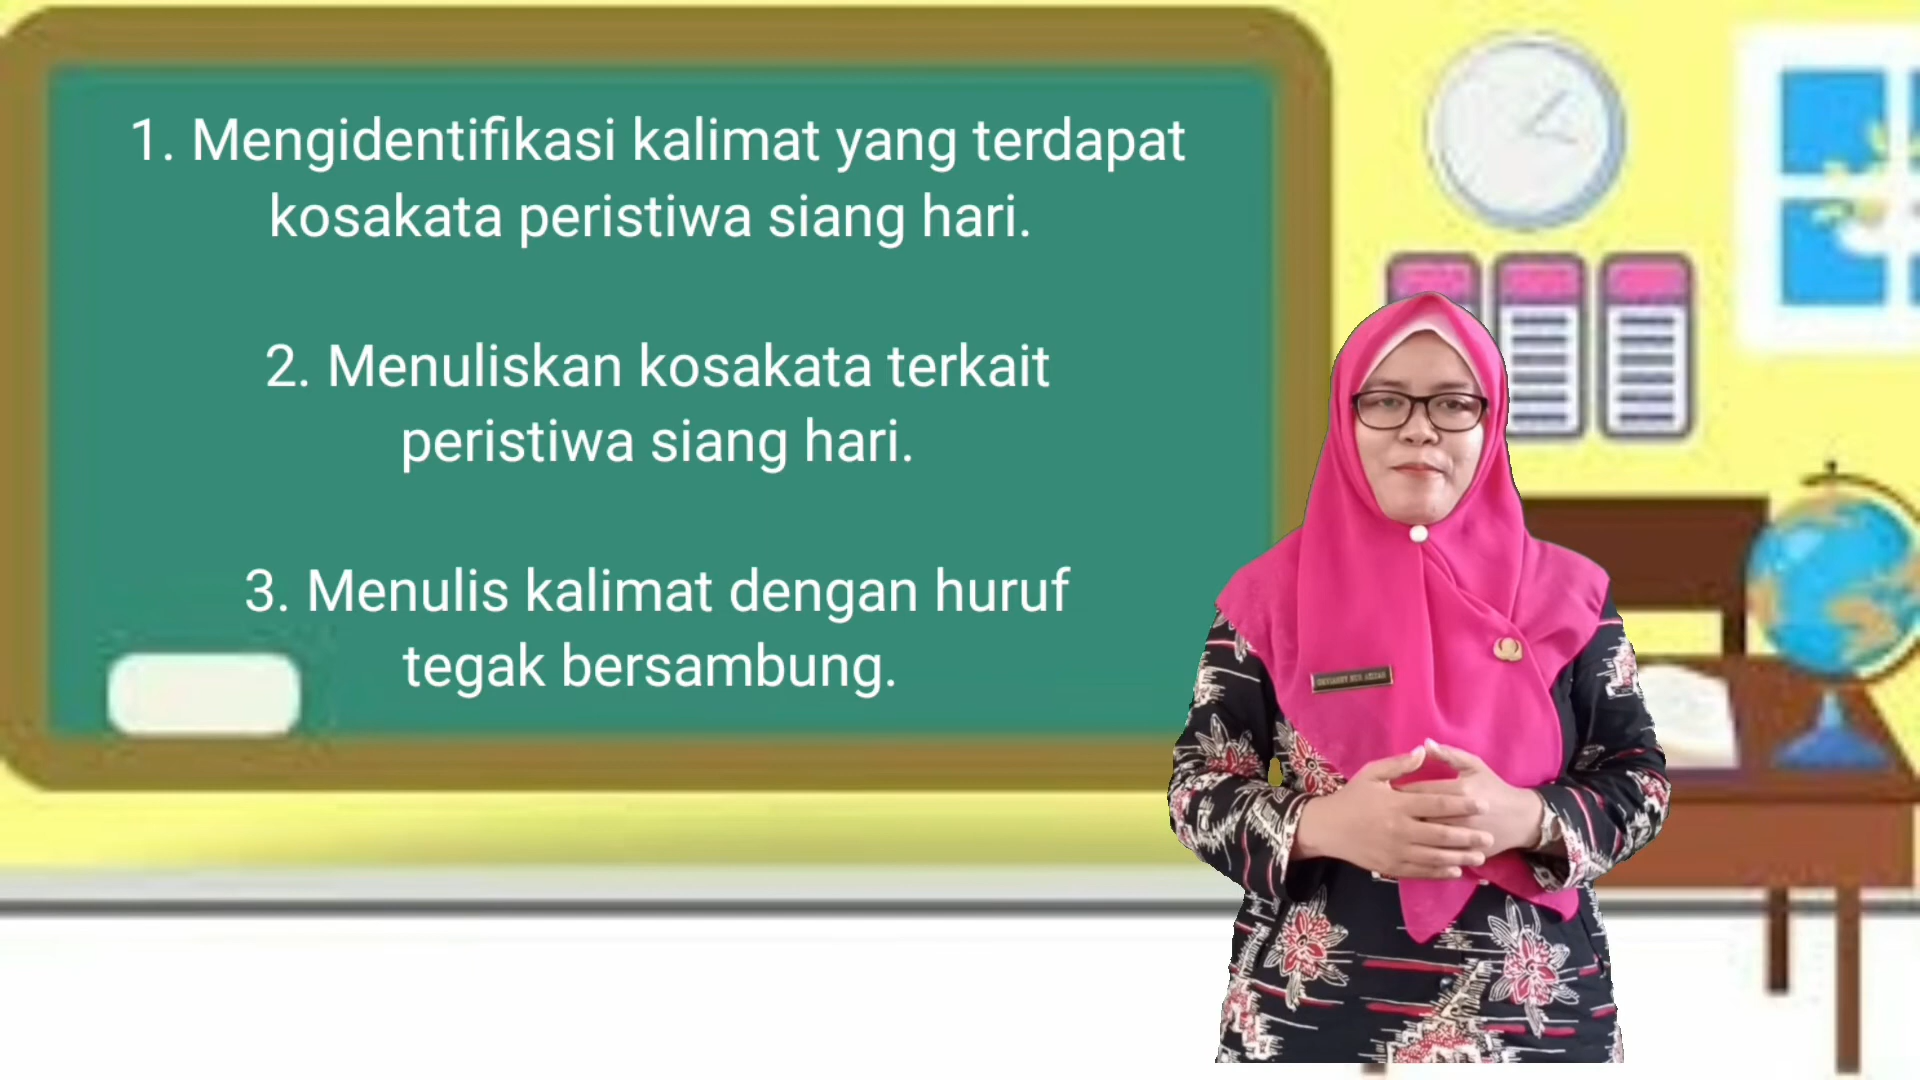 1. Mengidentifikasi kalimat yang terdapat
kosakata peristiwa siang hari.
2. Menuliskan kosakata terkait
peristiwa siang hari.
3. Menulis kalimat dengan huruf
tegak bersambung.